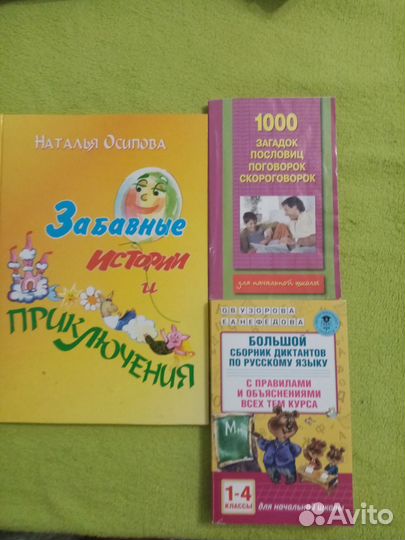 НАТАЛЬЯ ОСИПОВА
ЗАБАВНЫЕ
ИСТОРИИ
И
ПРИКЛЮЧЕНИЯ
1000
ЗАГАДОК
ПОСЛОВИЦ
ПОГОВОРОК
СКОРОГОВОРОК
для начальной школы
О.В. УЗОРОВА
Е.А. НЕФЁДОВА
БОЛЬШОЙ
СБОРНИК ДИКТАНТОВ
ПО РУССКОМУ ЯЗЫКУ
С ПРАВИЛАМИ
И ОБЪЯСНЕНИЯМИ
ВСЕХ ТЕМ КУРСА
1-4
КЛАССЫ
для начальной школы
Avito